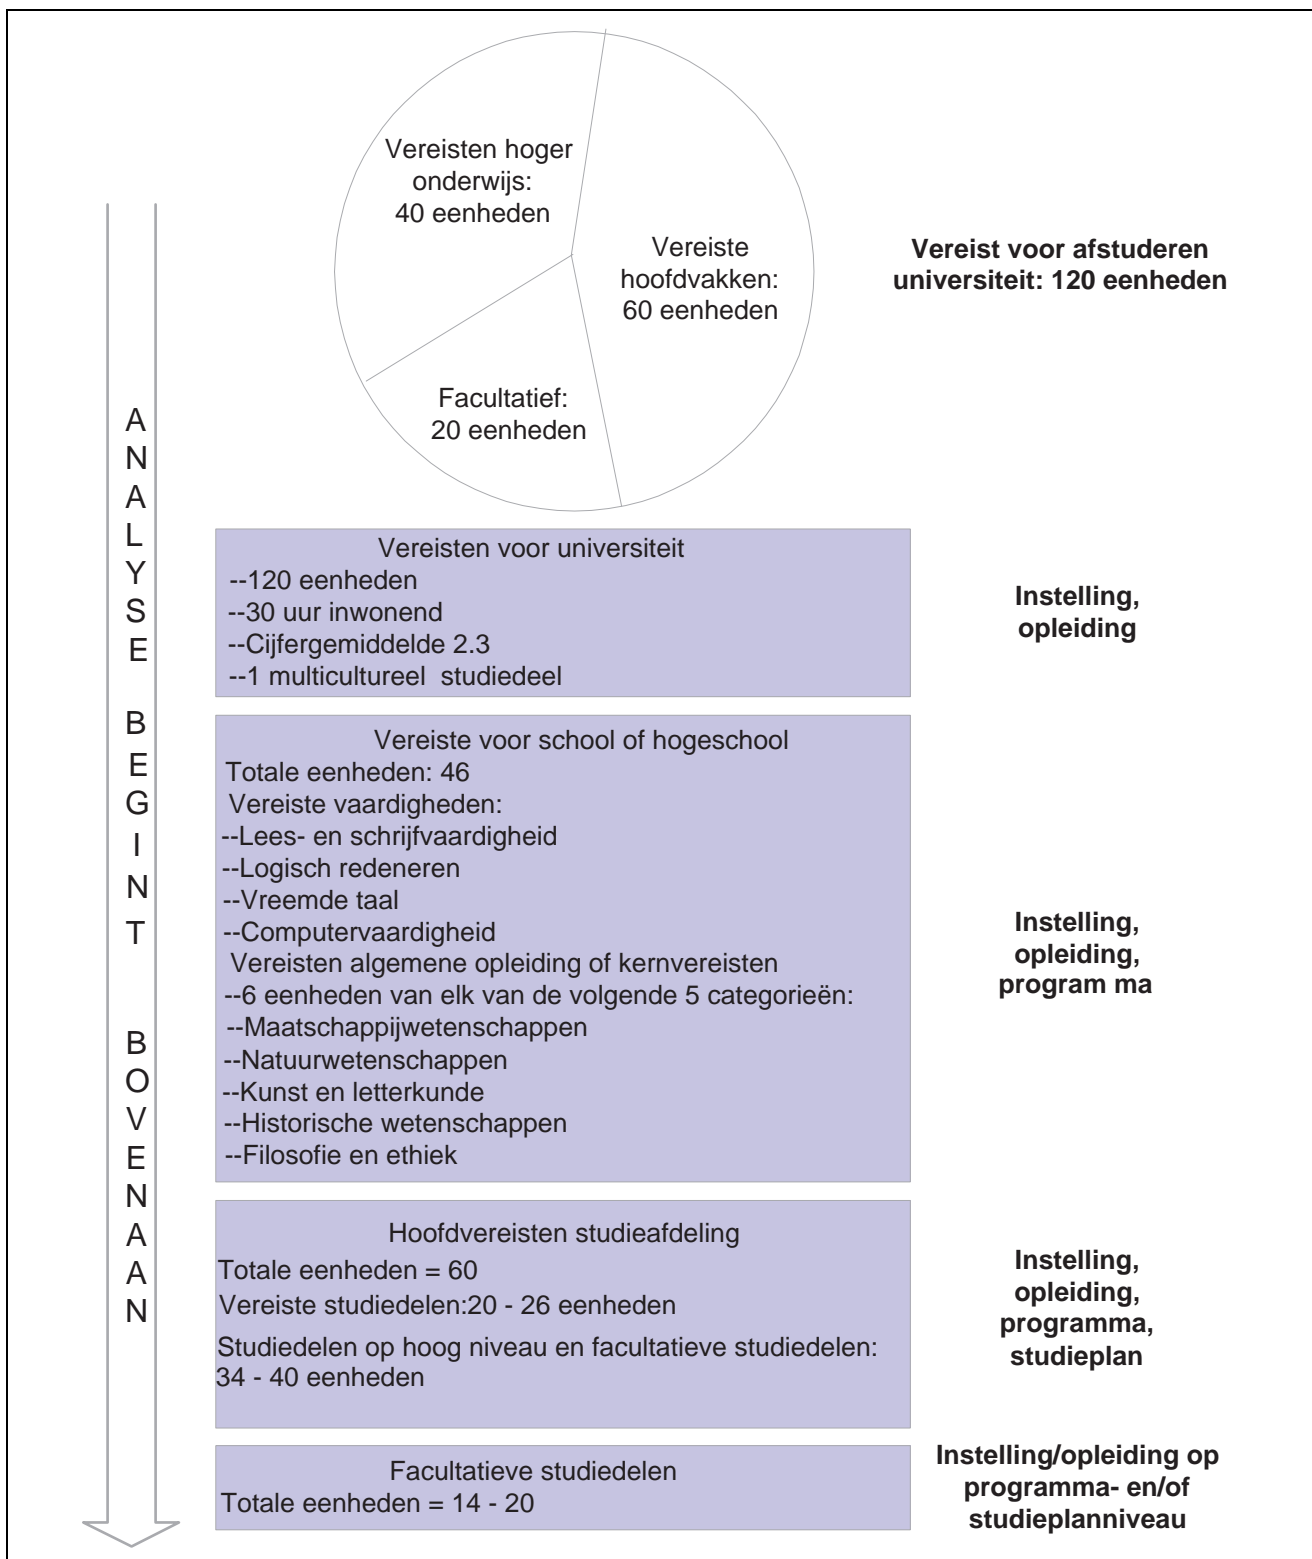 Vereisten hoger
onderwijs:
40 eenheden
Vereiste
hoofdvakken:
60 eenheden
Facultatief:
20 eenheden
Vereist voor afstuderen
universiteit: 120 eenheden
ANALYSE BEGINT BOVENAAN
Vereisten voor universiteit
--120 eenheden
--30 uur inwonend
--Cijfergemiddelde 2.3
--1 multicultureel studiedeel
Instelling,
opleiding
Vereiste voor school of hogeschool
Totale eenheden: 46
Vereiste vaardigheden:
--Lees- en schrijfvaardigheid
--Logisch redeneren
--Vreemde taal
--Computervaardigheid
Vereisten algemene opleiding of kernvereisten
--6 eenheden van elk van de volgende 5 categorieën:
--Maatschappijwetenschappen
--Natuurwetenschappen
--Kunst en letterkunde
--Historische wetenschappen
--Filosofie en ethiek
Instelling,
opleiding,
program ma
Hoofdvereisten studieafdeling
Totale eenheden = 60
Vereiste studiedelen:20 - 26 eenheden
Studiedelen op hoog niveau en facultatieve studiedelen:
34 - 40 eenheden
Instelling,
opleiding,
programma,
studieplan
Facultatieve studiedelen
Totale eenheden = 14 - 20
Instelling/opleiding op
programma- en/of
studieplanniveau